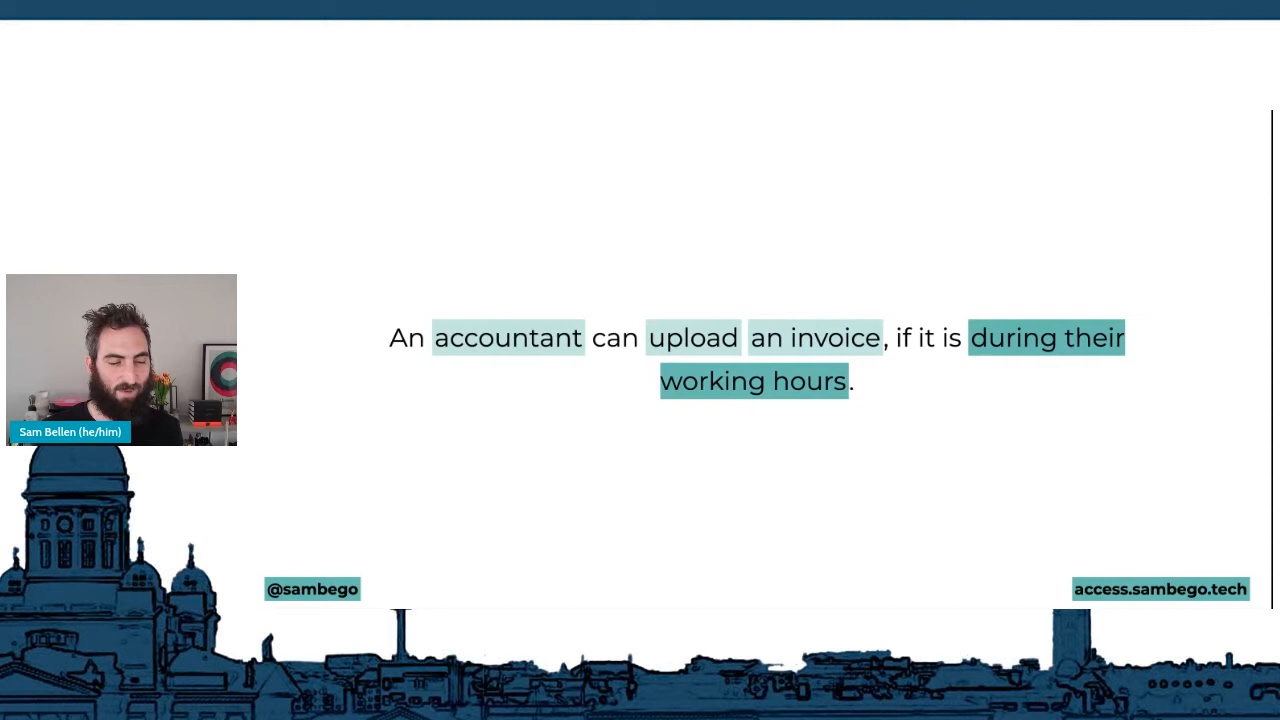 An accountant can upload an invoice, if it is during their
working hours.
Sam Bellen (he/him)
@sambego
access.sambego.tech